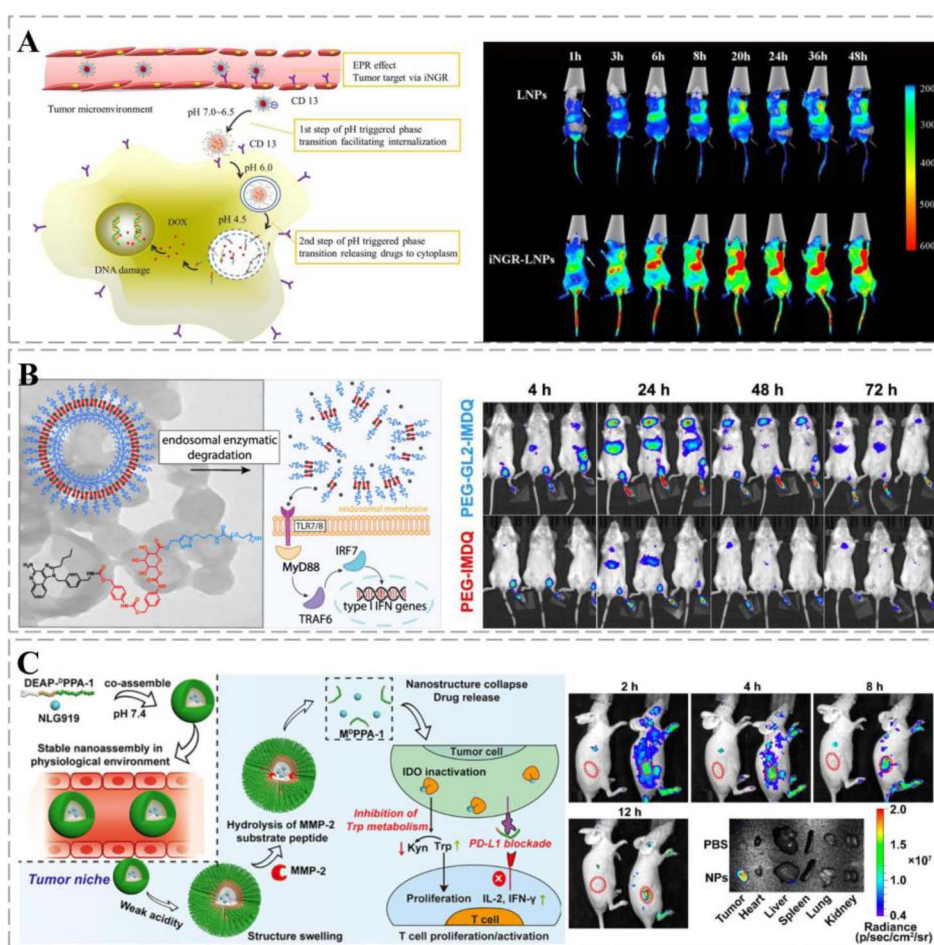 A
EPR effect
Tumor target via iNGR
Tumor microenvironment
CD 13
pH 7.0~6.5
1st step of pH triggered phase
transition facilitating internalization
CD 13
pH 6.0
pH 4.5
DOX
2nd step of pH triggered phase
transition releasing drugs to cytoplasm
DNA damage
1h 3h 6h 8h 20h 24h 36h 48h
LNPs
iNGR-LNPs
200
300
400
500
600
B
endosomal enzymatic
degradation
endosomal membrane
TLR7/8
MyD88
IRF7
TRAF6
type I IFN genes
4 h 24 h 48 h 72 h
PEG-GL2-IMDQ
PEG-IMDQ
C
DEAP-ᴰPPA-1
co-assemble
pH 7.4
NLG919
Stable nanoassembly in
physiological environment
Tumor niche
Weak acidity
Structure swelling
MMP-2
Hydrolysis of MMP-2
substrate peptide
MᴰPPA-1
Nanostructure collapse
Drug release
Tumor cell
IDO inactivation
Inhibition of
Trp metabolism
Kyn Trp
PD-L1 blockade
Proliferation IL-2, IFN-γ ↑
T cell
T cell proliferation/activation
2 h 4 h 8 h
12 h
PBS
NPs
Tumor
Heart
Liver
Spleen
Lung
Kidney
2.0
1.6
×10⁷
1.2
1.0
0.8
0.4
Radiance
(p/sec/cm²/sr)